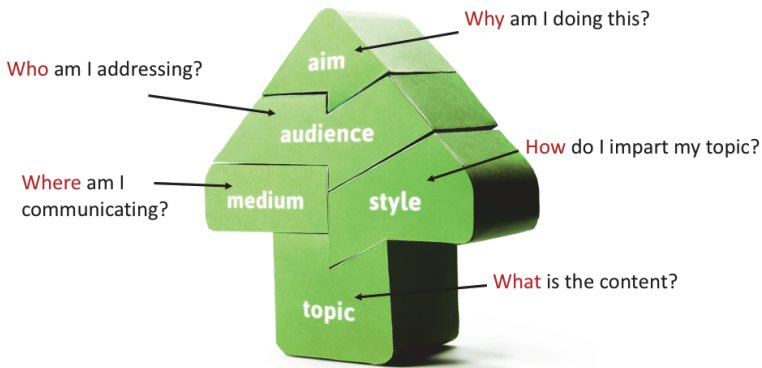 Why am I doing this?
aim
Who am I addressing?
audience
How do I impart my topic?
Where am I
communicating?
medium
style
What is the content?
topic